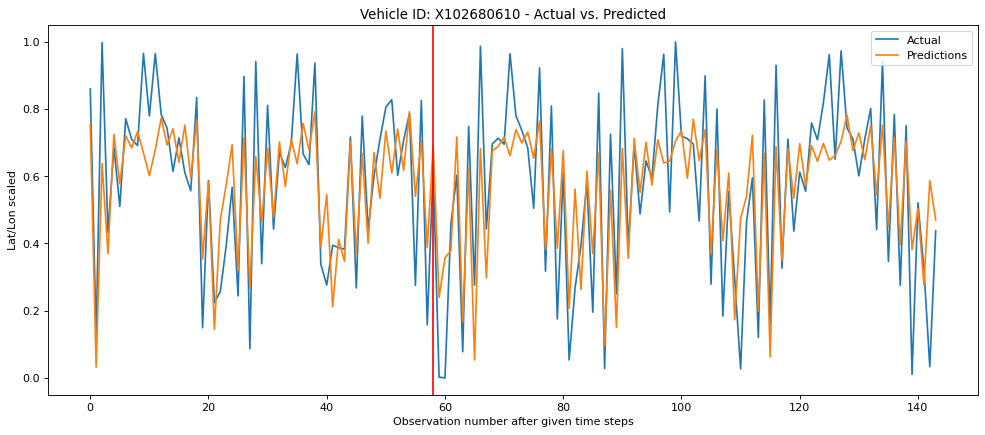 Vehicle ID: X102680610 - Actual vs. Predicted
Actual
Predictions
Lat/Lon scaled
1.0
0.8
0.6
0.4
0.2
0.0
0 20 40 60 80 100 120 140
Observation number after given time steps